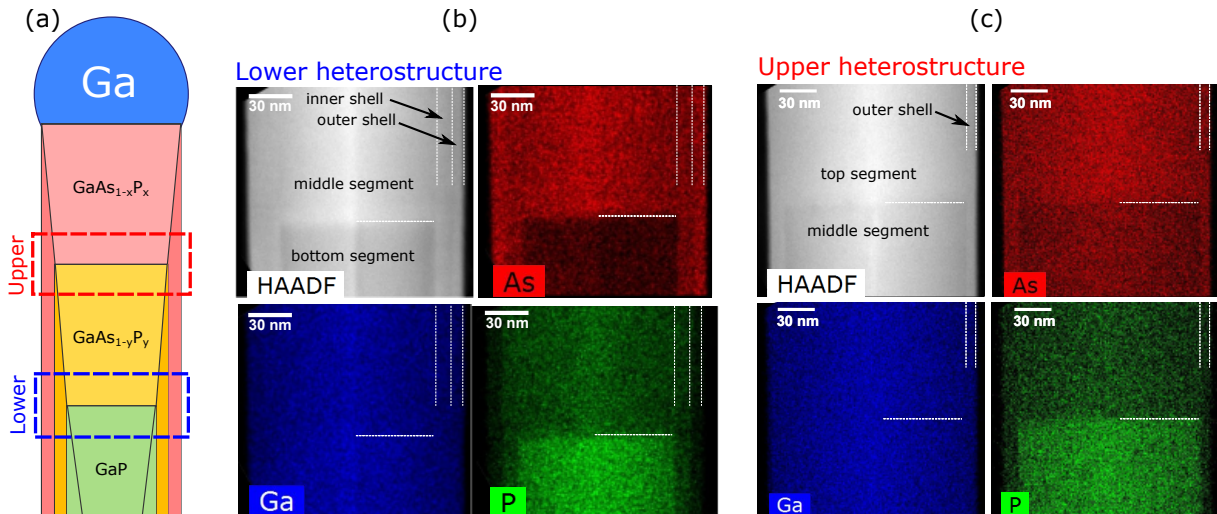 (a)
(b)
(c)
Ga
GaAs₁₋ₓPₓ
Upper
GaAs₁₋yPy
Lower
GaP
Lower heterostructure
30 nm
inner shell
outer shell
middle segment
bottom segment
HAADF
30 nm
As
30 nm
Ga
30 nm
P
Upper heterostructure
30 nm
outer shell
top segment
middle segment
HAADF
30 nm
As
30 nm
Ga
30 nm
P